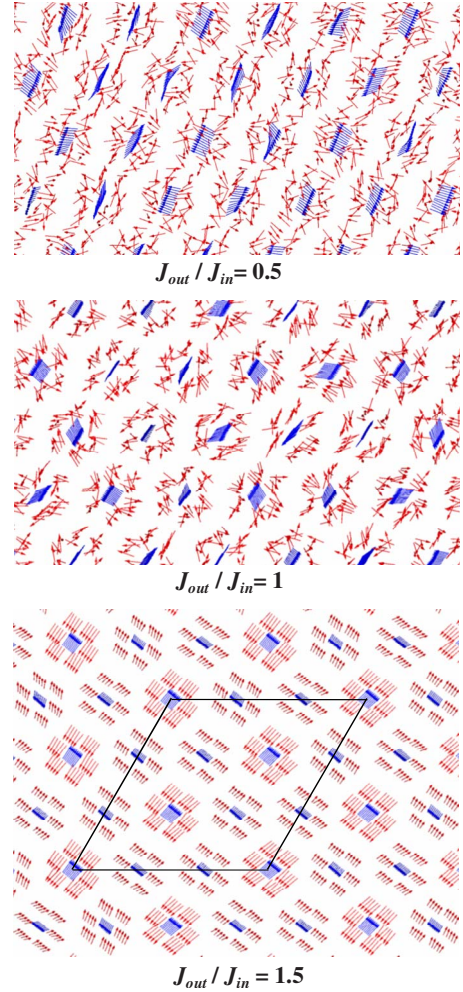 J_out / J_in = 0.5
J_out / J_in = 1
J_out / J_in = 1.5